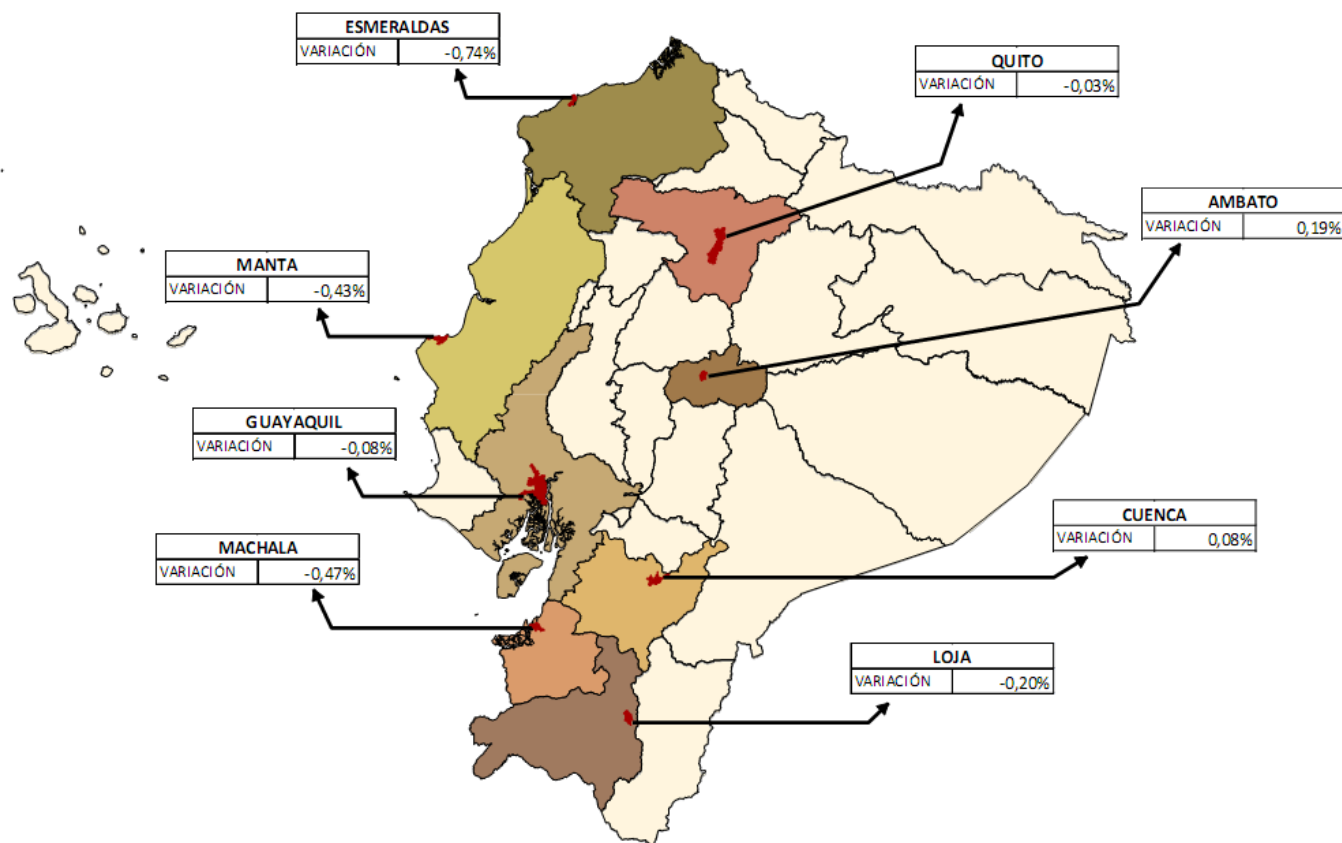 ESMERALDAS
VARIACIÓN -0,74%
QUITO
VARIACIÓN -0,03%
AMBATO
VARIACIÓN 0,19%
MANTA
VARIACIÓN -0,43%
GUAYAQUIL
VARIACIÓN -0,08%
CUENCA
VARIACIÓN 0,08%
MACHALA
VARIACIÓN -0,47%
LOJA
VARIACIÓN -0,20%